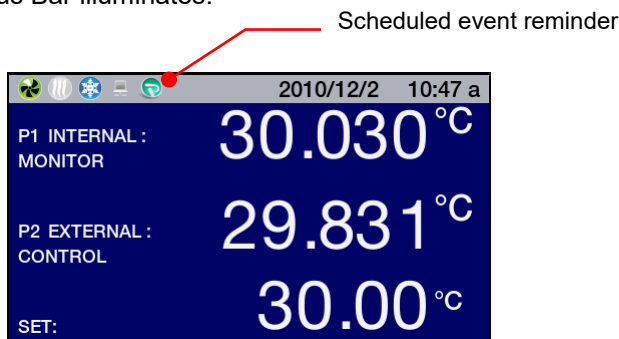 us Bar illuminates.
Scheduled event reminder
2010/12/2 10:47 a
P1 INTERNAL :
MONITOR
30.030°C
P2 EXTERNAL :
CONTROL
29.831°C
SET:
30.00°C